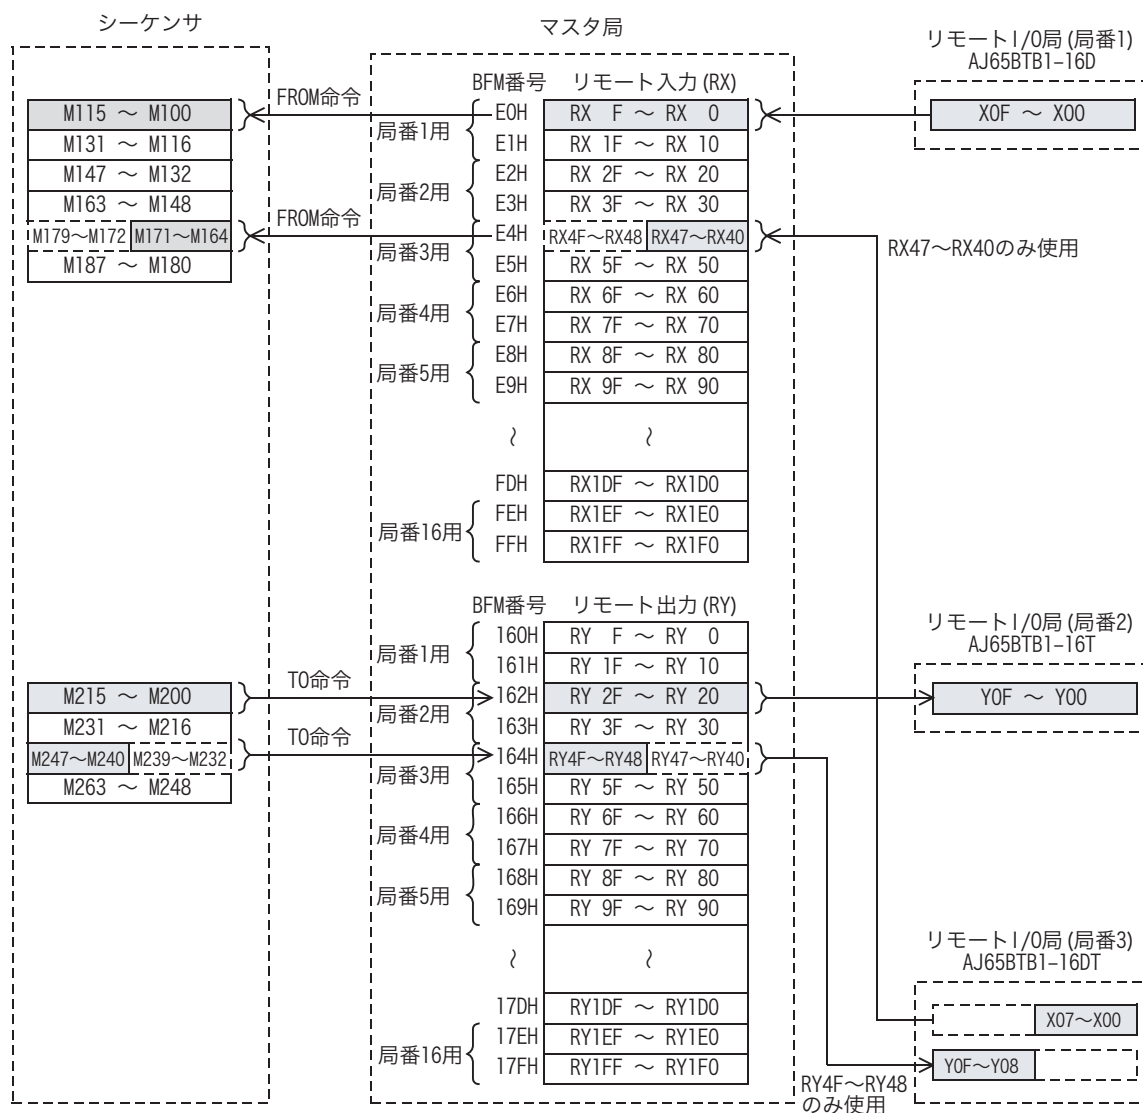 シーケンサ
マスタ局
リモートI/O局(局番1)
AJ65BTB1-16D
BFM番号 リモート入力(RX)
M115 ～ M100
FROM命令
局番1用
E0H RX F ～ RX 0
X0F ～ X00
M131 ～ M116
E1H RX 1F ～ RX 10
M147 ～ M132
局番2用
E2H RX 2F ～ RX 20
M163 ～ M148
E3H RX 3F ～ RX 30
M179～M172 M171～M164
FROM命令
局番3用
E4H RX4F～RX48 RX47～RX40
RX47～RX40のみ使用
M187 ～ M180
E5H RX 5F ～ RX 50
局番4用
E6H RX 6F ～ RX 60
E7H RX 7F ～ RX 70
局番5用
E8H RX 8F ～ RX 80
E9H RX 9F ～ RX 90
～ ～
FDH RX1DF ～ RX1D0
局番16用
FEH RX1EF ～ RX1E0
FFH RX1FF ～ RX1F0
BFM番号 リモート出力(RY)
局番1用
160H RY F ～ RY 0
161H RY 1F ～ RY 10
リモートI/O局(局番2)
AJ65BTB1-16T
M215 ～ M200
TO命令
局番2用
162H RY 2F ～ RY 20
Y0F ～ Y00
M231 ～ M216
163H RY 3F ～ RY 30
M247～M240 M239～M232
TO命令
局番3用
164H RY4F～RY48 RY47～RY40
M263 ～ M248
165H RY 5F ～ RY 50
局番4用
166H RY 6F ～ RY 60
167H RY 7F ～ RY 70
局番5用
168H RY 8F ～ RY 80
169H RY 9F ～ RY 90
～ ～
リモートI/O局(局番3)
AJ65BTB1-16DT
17DH RY1DF ～ RY1D0
X07～X00
局番16用
17EH RY1EF ～ RY1E0
17FH RY1FF ～ RY1F0
Y0F～Y08
RY4F～RY48
のみ使用